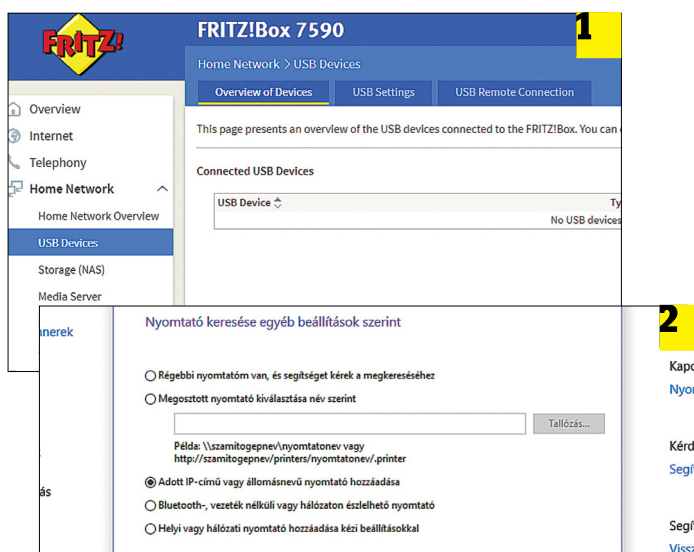 FRITZ!
FRITZ!Box 7590
1
Home Network > USB Devices
Overview of Devices USB Settings USB Remote Connection
Overview
Internet
Telephony
Home Network
Home Network Overview
USB Devices
Storage (NAS)
Media Server
This page presents an overview of the USB devices connected to the FRITZ!Box. You can
Connected USB Devices
USB Device
No USB devices
2
Nyomtató keresése egyéb beállítások szerint
Régebbi nyomtatóm van, és segítséget kérek a megkereséséhez
Megosztott nyomtató kiválasztása név szerint
Tallózás...
Példa: \\szamitogepnev\nyomtatonev vagy
http://szamitogepnev/printers/nyomtatonev/.printer
Adott IP-című vagy állomásnevű nyomtató hozzáadása
Bluetooth-, vezeték nélküli vagy hálózaton észlelhető nyomtató
Helyi vagy hálózati nyomtató hozzáadása kézi beállításokkal